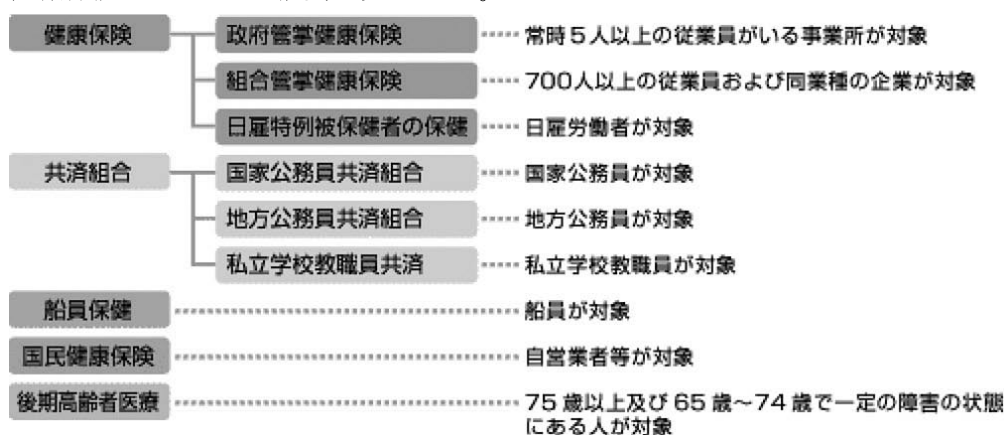 健康保険 政府管掌健康保険 常時5人以上の従業員がいる事業所が対象
組合管掌健康保険 700人以上の従業員および同業種の企業が対象
日雇特例被保健者の保健 日雇労働者が対象
共済組合 国家公務員共済組合 国家公務員が対象
地方公務員共済組合 地方公務員が対象
私立学校教職員共済 私立学校教職員が対象
船員保健 船員が対象
国民健康保険 自営業者等が対象
後期高齢者医療 75歳以上及び65歳~74歳で一定の障害の状態
にある人が対象